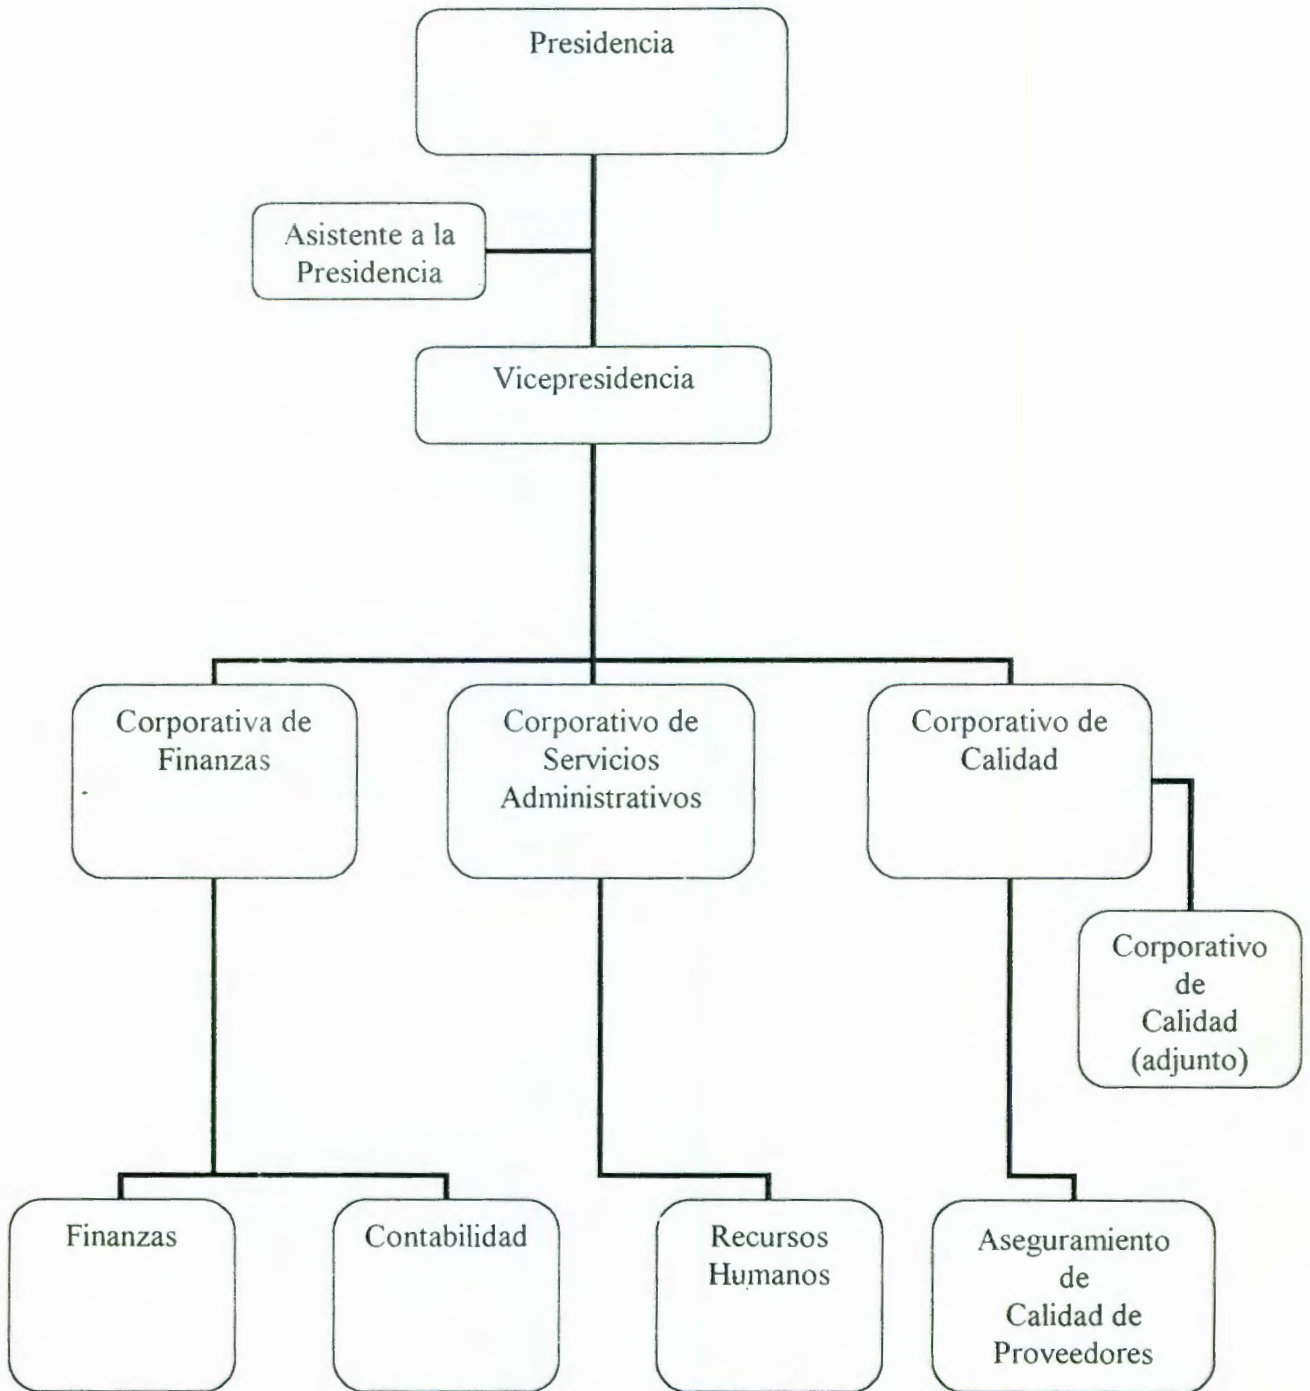 Presidencia
Asistente a la
Presidencia
Vicepresidencia
Corporativa de
Finanzas
Corporativo de
Servicios
Administrativos
Corporativo de
Calidad
Corporativo
de
Calidad
(adjunto)
Finanzas
Contabilidad
Recursos
Humanos
Aseguramiento
de
Calidad de
Proveedores